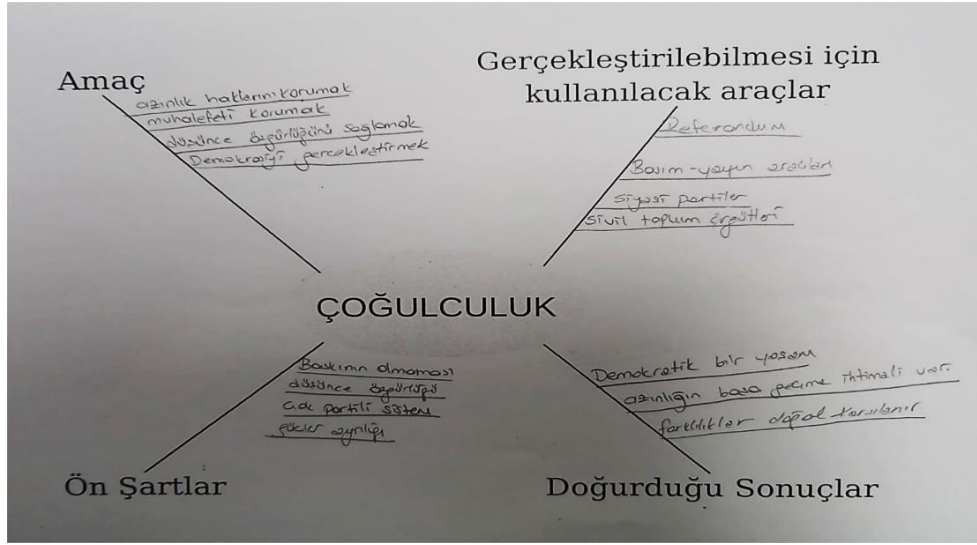 Amaç
azınlık haklarını korumak
muhalefeti korumak
düşünce özgürlüğünü sağlamak
Demokrasiyi gerçekleştirmek
Gerçekleştirilebilmesi için
kullanılacak araçlar
Referandum
Basım-yayın araçları
siyasi partiler
sivil toplum örgütleri
ÇOĞULCULUK
Baskının olmaması
düşünce özgürlüğü
çok partili sistem
güçler ayrılığı
Ön Şartlar
Demokratik bir yaşam
azınlığın başa geçme ihtimali var.
farklılıklar doğal karşılanır
Doğurduğu Sonuçlar